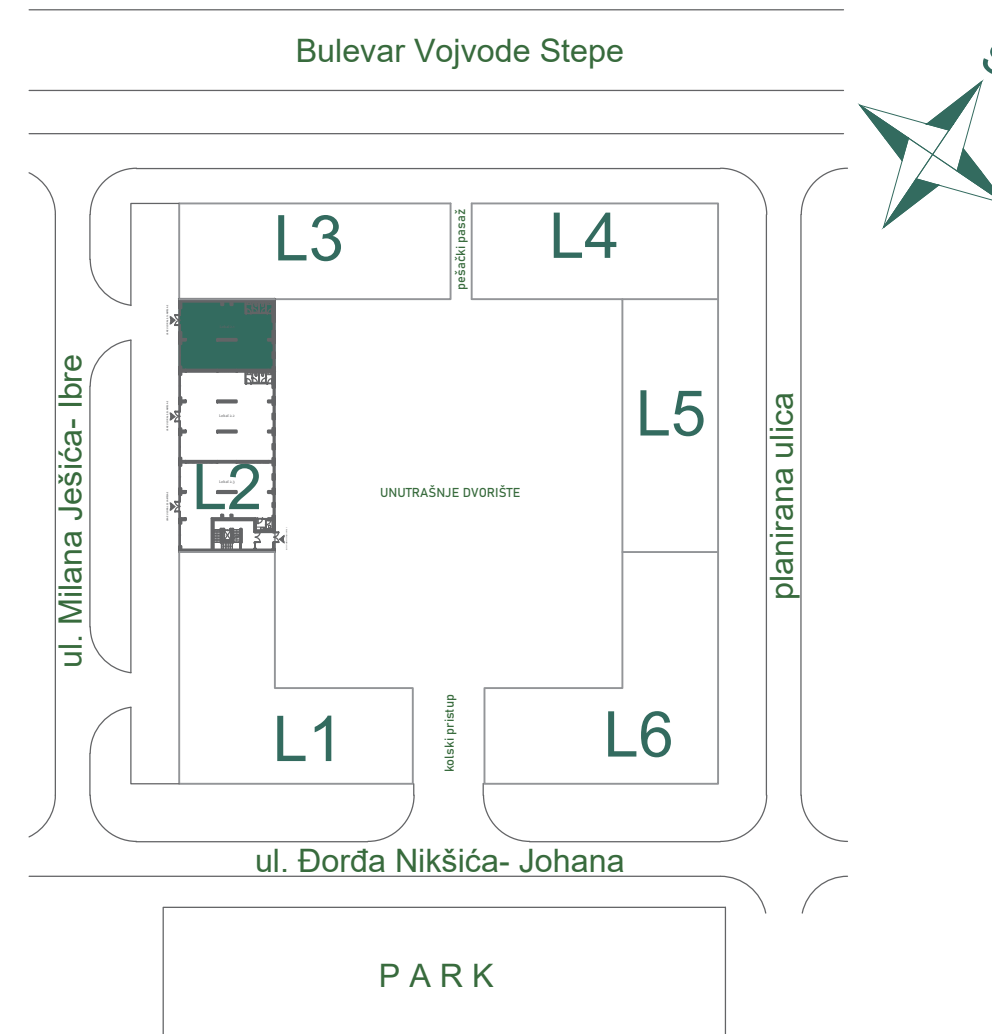 Bulevar Vojvode Stepe
S
L3
pešački pasaž
L4
ul. Milana Ješića- Ibre
L5
planirana ulica
L2
UNUTRAŠNJE DVORIŠTE
kolski pristup
L1
L6
ul. Đorđa Nikšića- Johana
PARK